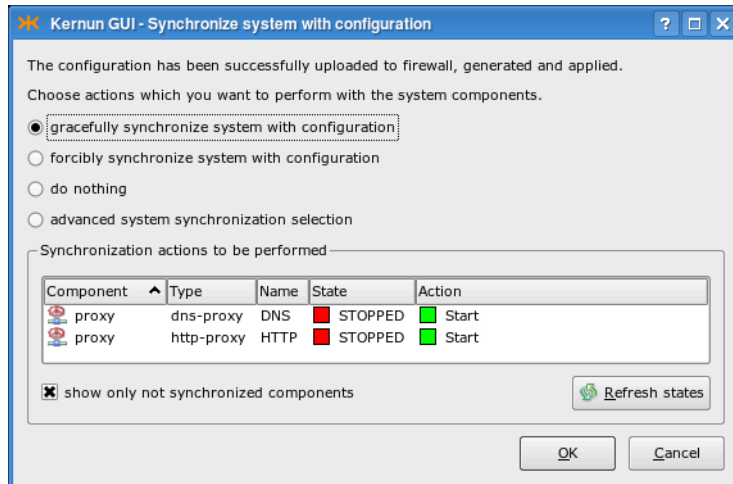 Kernun GUI - Synchronize system with configuration
The configuration has been successfully uploaded to firewall, generated and applied.
Choose actions which you want to perform with the system components.
gracefully synchronize system with configuration
forcibly synchronize system with configuration
do nothing
advanced system synchronization selection
Synchronization actions to be performed
Component Type Name State Action
proxy dns-proxy DNS STOPPED Start
proxy http-proxy HTTP STOPPED Start
show only not synchronized components Refresh states
OK Cancel